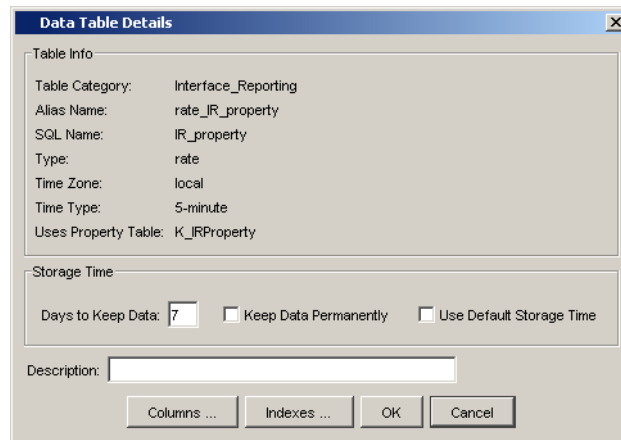 Data Table Details
Table Info
Table Category: Interface_Reporting
Alias Name: rate_IR_property
SQL Name: IR_property
Type: rate
Time Zone: local
Time Type: 5-minute
Uses Property Table: K_IRProperty
Storage Time
Days to Keep Data: 7 Keep Data Permanently Use Default Storage Time
Description:
Columns ... Indexes ... OK Cancel